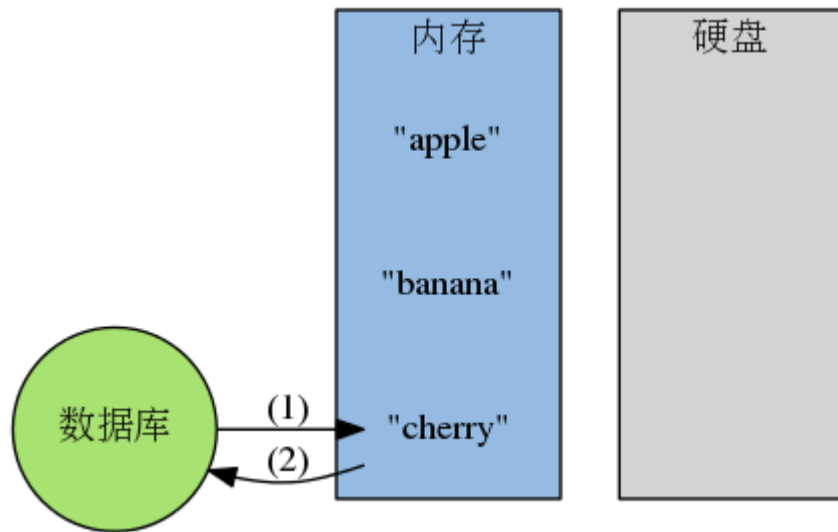 内存
硬盘
"apple"
"banana"
数据库
(1)
"cherry"
(2)